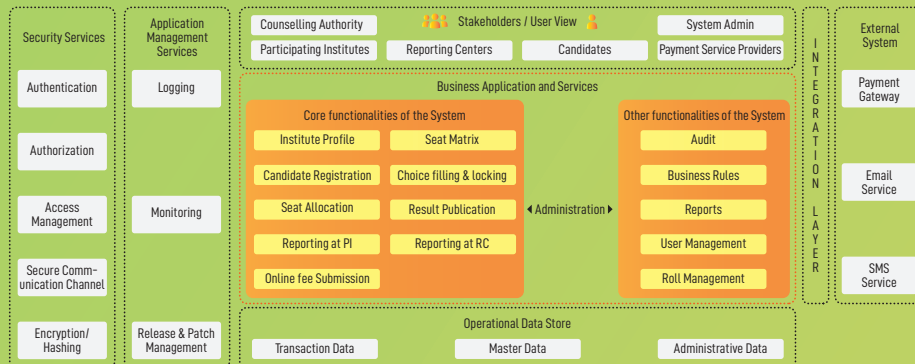 Security Services
Authentication
Authorization
Access
Management
Secure Comm-
unication Channel
Encryption/
Hashing
Application
Management
Services
Logging
Monitoring
Release & Patch
Management
Counselling Authority
Stakeholders / User View
System Admin
Participating Institutes
Reporting Centers
Candidates
Payment Service Providers
Business Application and Services
Core functionalities of the System
Institute Profile
Seat Matrix
Candidate Registration
Choice filling & locking
Seat Allocation
Result Publication
Reporting at PI
Reporting at RC
Online fee Submission
Administration
Other functionalities of the System
Audit
Business Rules
Reports
User Management
Roll Management
Operational Data Store
Transaction Data
Master Data
Administrative Data
INTEGRATION LAYER
External
System
Payment
Gateway
Email
Service
SMS
Service